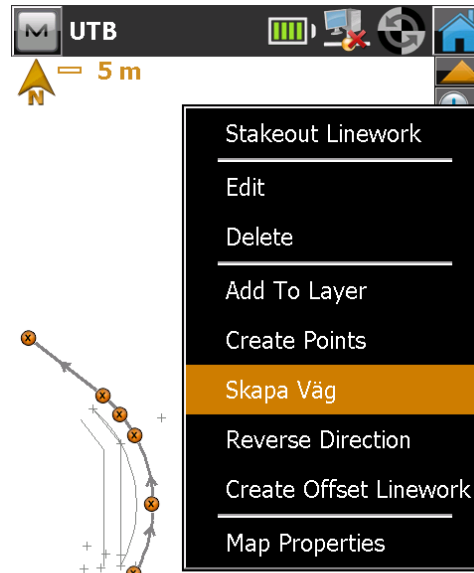 UTB
5 m
N
Stakeout Linework
Edit
Delete
Add To Layer
Create Points
Skapa Väg
Reverse Direction
Create Offset Linework
Map Properties